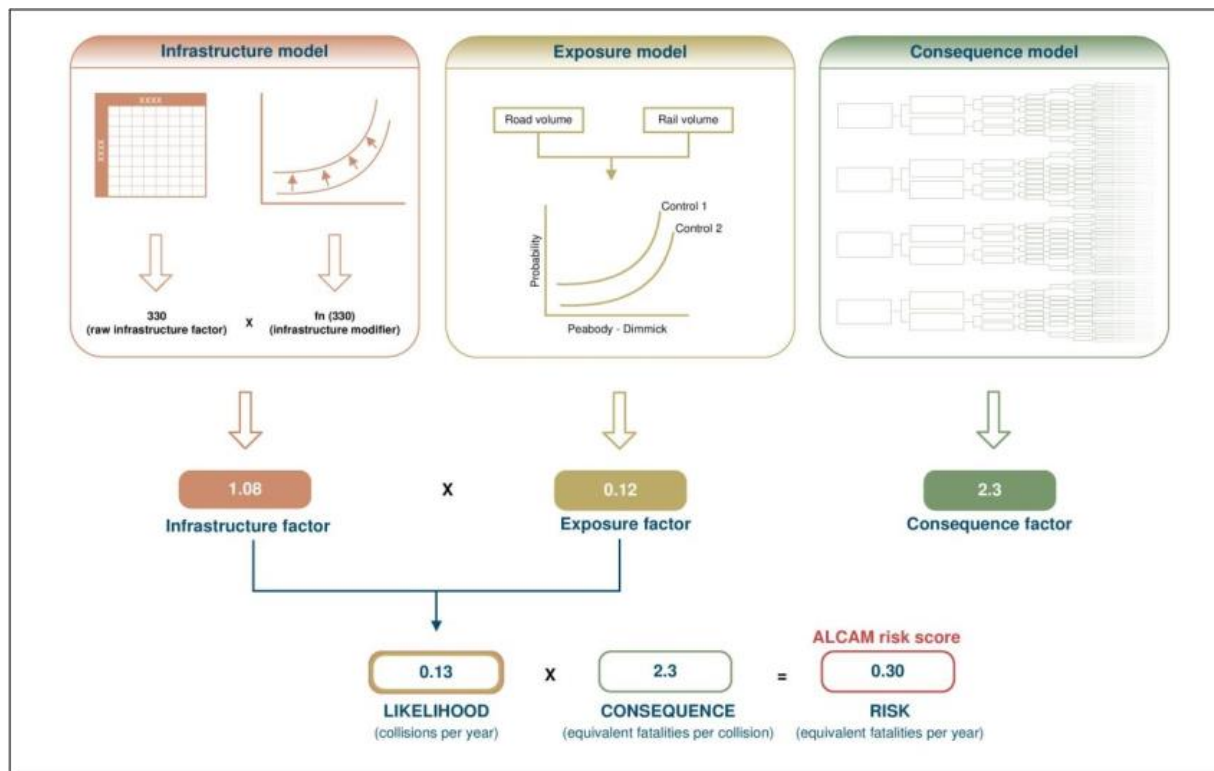 Infrastructure model
Exposure model
Consequence model
XXXX
XXXX
Road volume
Rail volume
Control 1
Control 2
Probability
Peabody - Dimmick
330
(raw infrastructure factor)
X
fn (330)
(infrastructure modifier)
1.08
X
0.12
2.3
Infrastructure factor
Exposure factor
Consequence factor
ALCAM risk score
0.13
X
2.3
=
0.30
LIKELIHOOD
(collisions per year)
CONSEQUENCE
(equivalent fatalities per collision)
RISK
(equivalent fatalities per year)